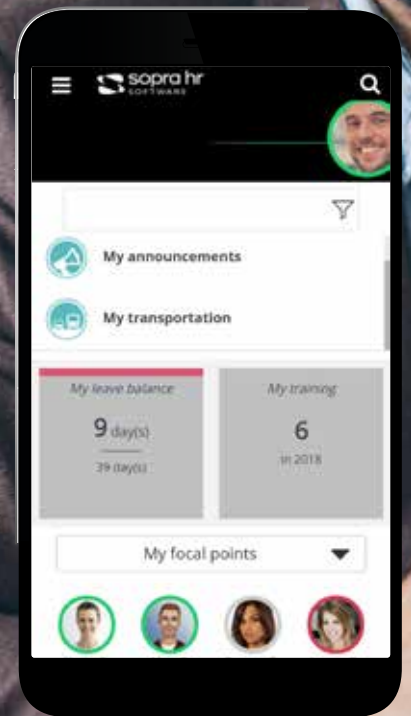 sopra hr
SOFTWARE
My announcements
My transportation
My leave balance
9 day(s)
39 day(s)
My training
6
in 2018
My focal points